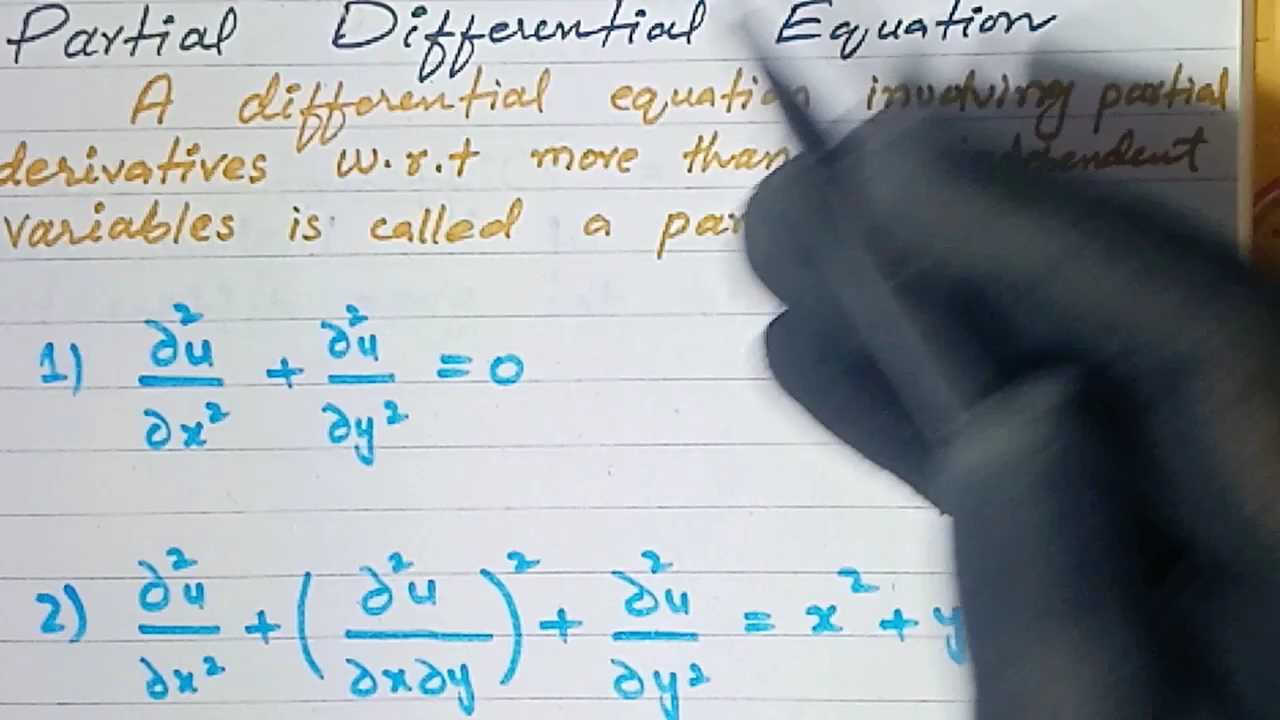 Partial Differential Equation
A differential equation involving partial
derivatives w.r.t more than independent
variables is called a par
1) ∂²u/∂x² + ∂²u/∂y² = 0
2) ∂²u/∂x² + (∂²u/∂x∂y)² + ∂²u/∂y² = x² + y